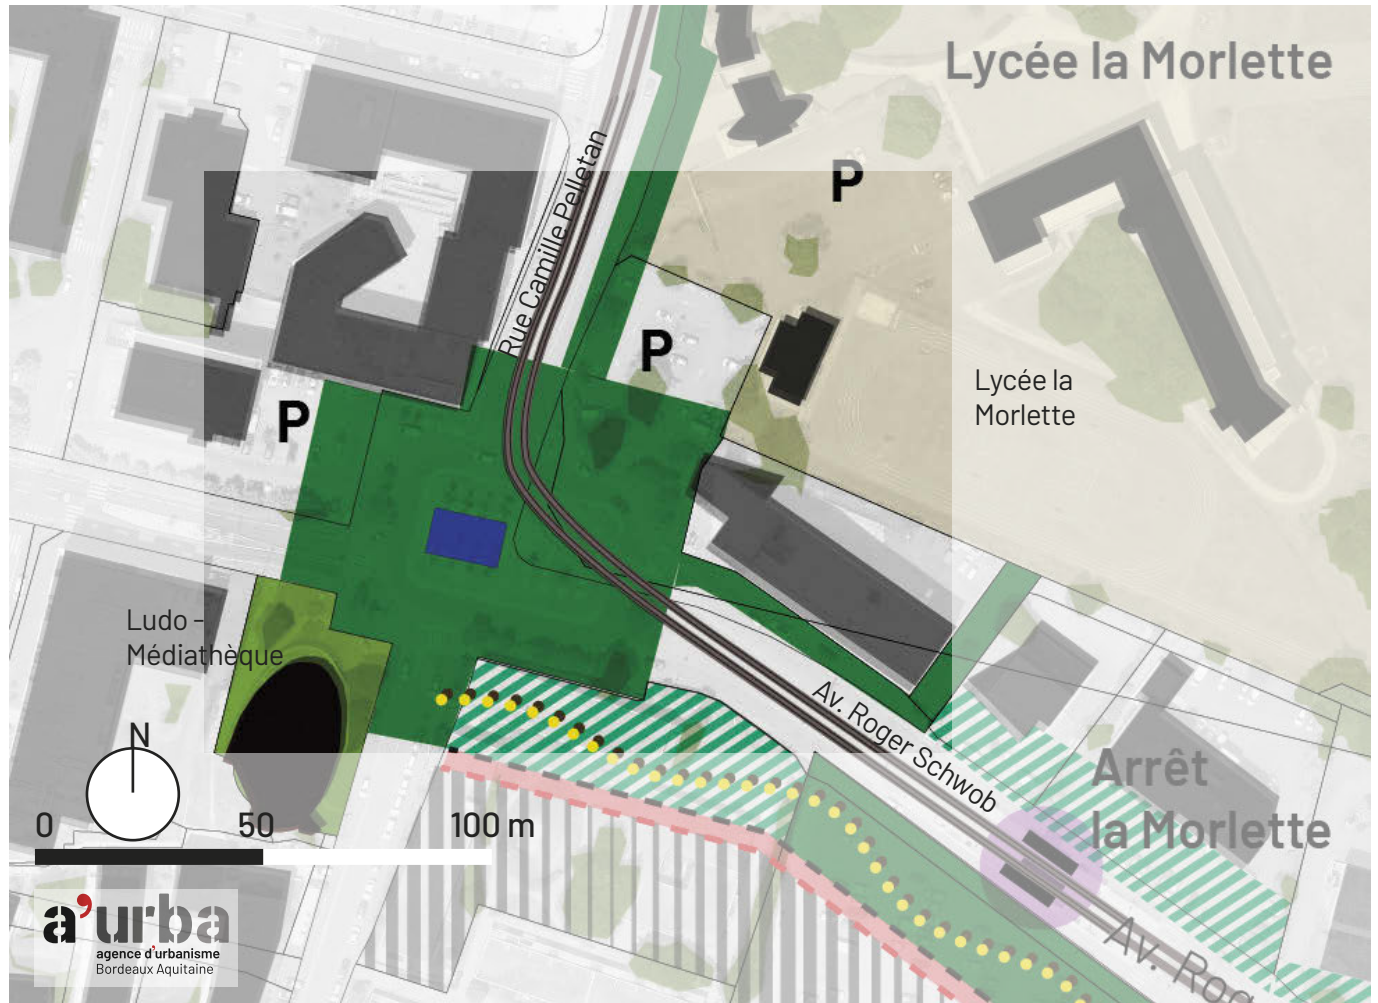 Lycée la Morlette
P
Rue Camille Pelletan
P
Lycée la
Morlette
P
Ludo -
Médiathèque
Av. Roger Schwob
N
Arrêt
la Morlette
0 50 100 m
Av. Roc
a'urba
agence d'urbanisme
Bordeaux Aquitaine